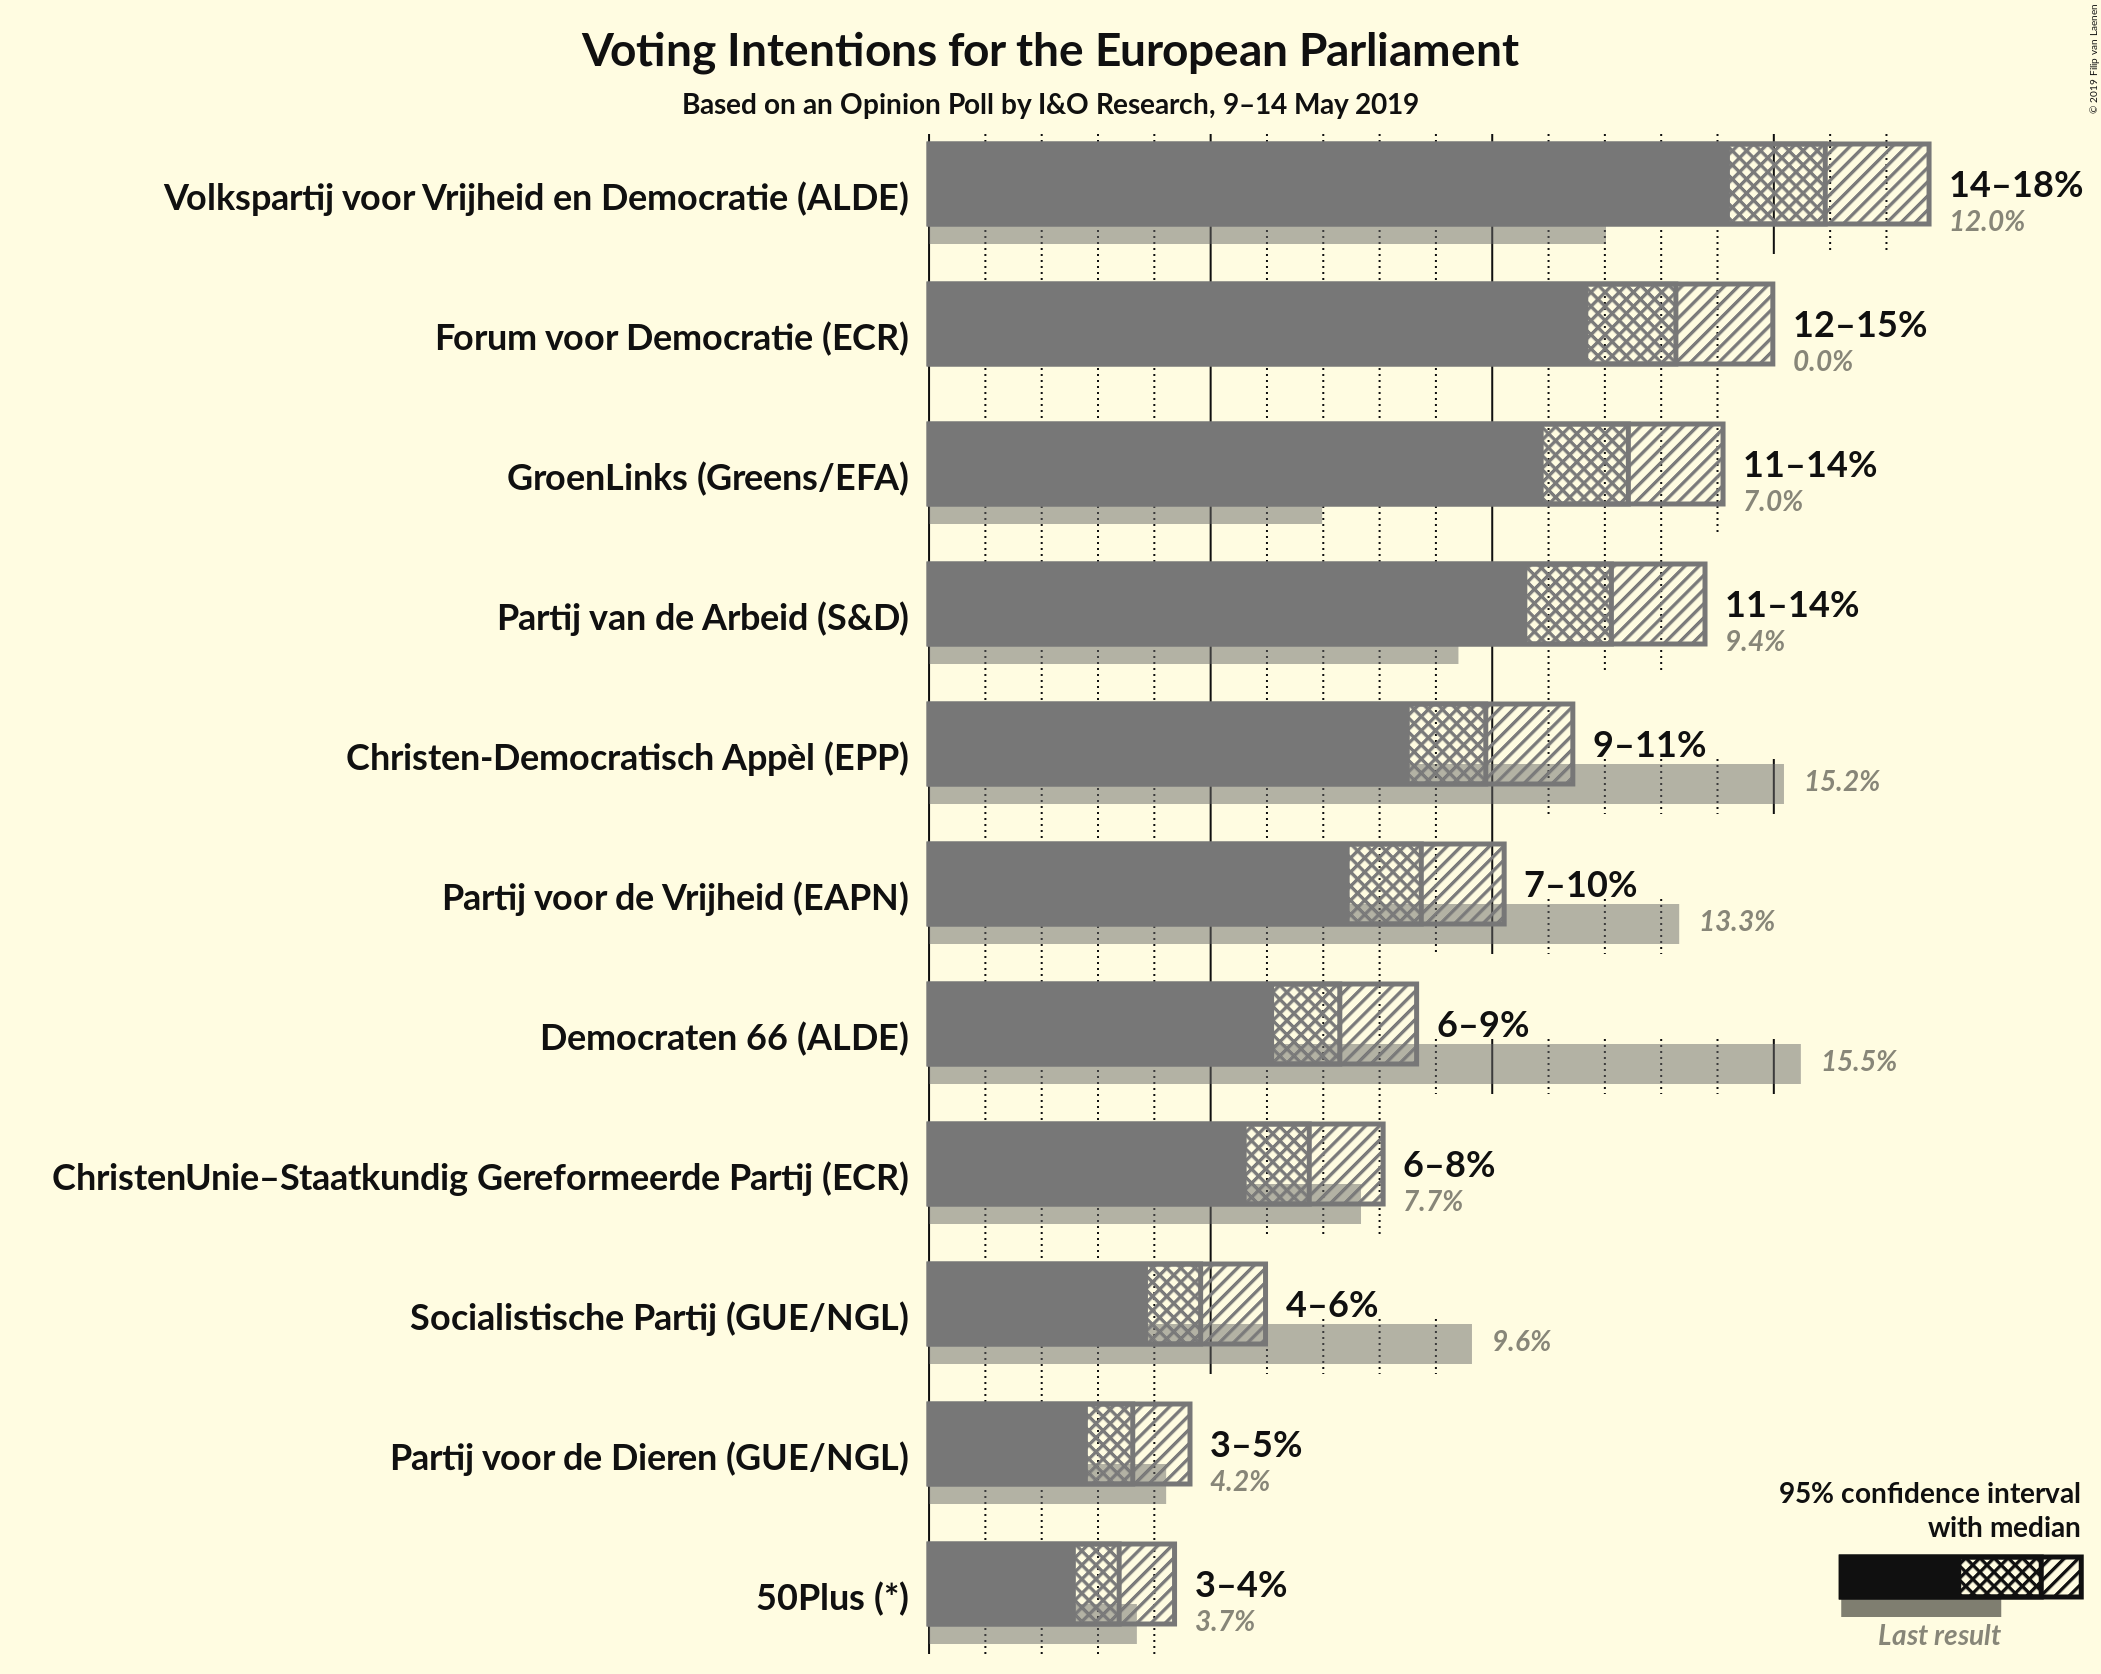 Voting Intentions for the European Parliament
Based on an Opinion Poll by I&O Research, 9–14 May 2019
© 2019 Filip van Laenen
Volkspartij voor Vrijheid en Democratie (ALDE)
14–18%
12.0%
Forum voor Democratie (ECR)
12–15%
0.0%
GroenLinks (Greens/EFA)
11–14%
7.0%
Partij van de Arbeid (S&D)
11–14%
9.4%
Christen-Democratisch Appèl (EPP)
9–11%
15.2%
Partij voor de Vrijheid (EAPN)
7–10%
13.3%
Democraten 66 (ALDE)
6–9%
15.5%
ChristenUnie–Staatkundig Gereformeerde Partij (ECR)
6–8%
7.7%
Socialistische Partij (GUE/NGL)
4–6%
9.6%
Partij voor de Dieren (GUE/NGL)
3–5%
4.2%
50Plus (*)
3–4%
3.7%
95% confidence interval
with median
Last result